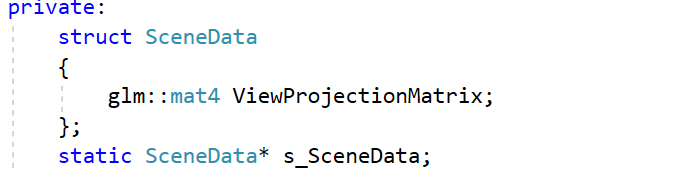 private:
struct SceneData
{
glm::mat4 ViewProjectionMatrix;
};
static SceneData* s_SceneData;